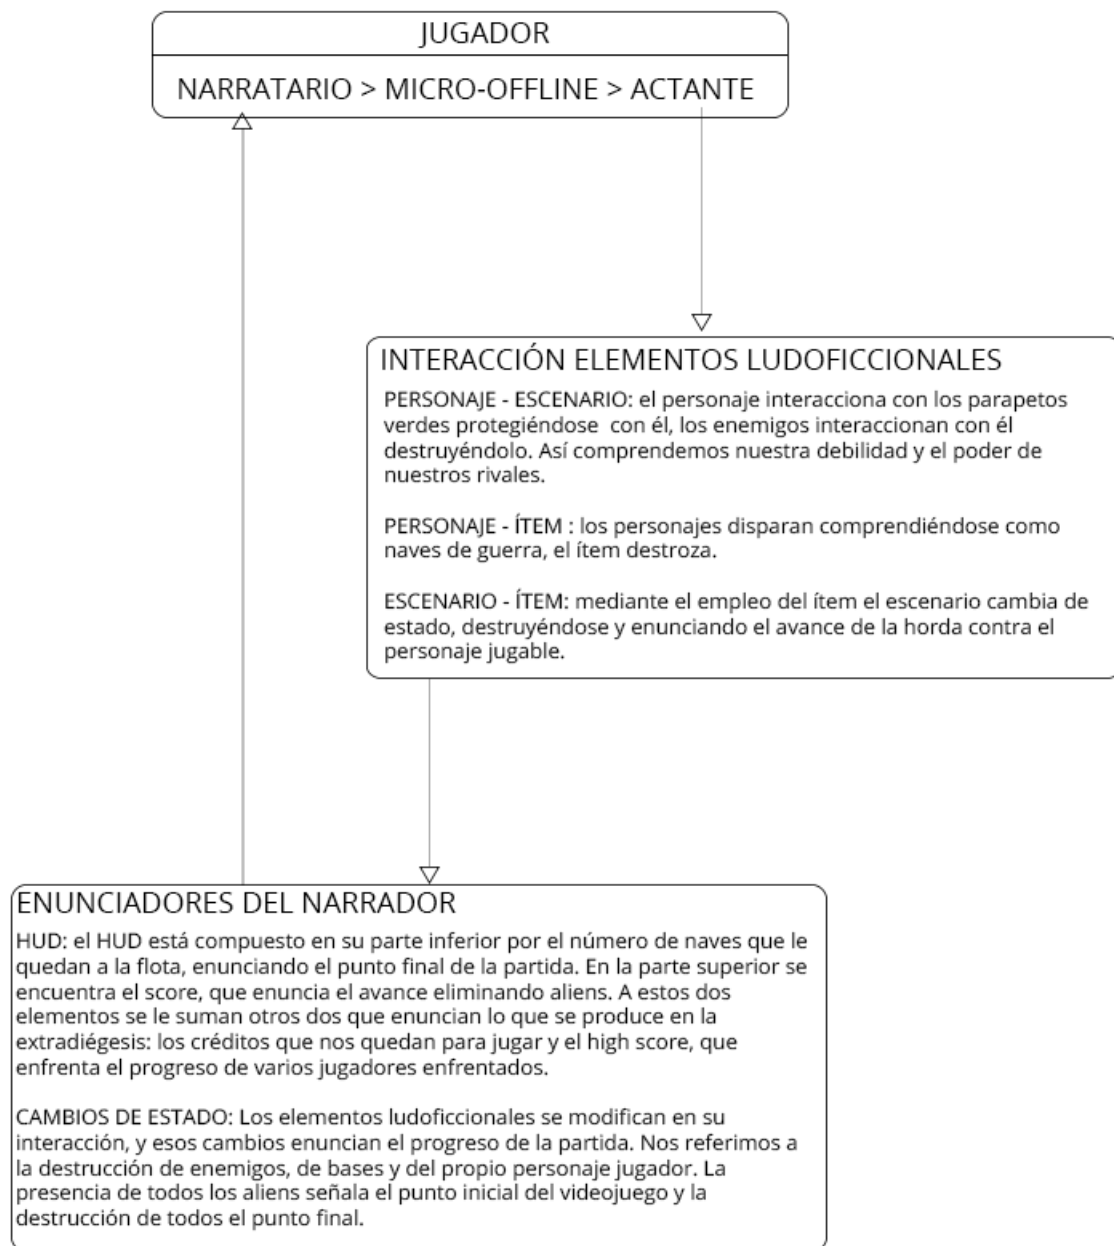 JUGADOR
NARRATARIO > MICRO-OFFLINE > ACTANTE
INTERACCIÓN ELEMENTOS LUDOFICCIONALES
PERSONAJE - ESCENARIO: el personaje interacciona con los parapetos
verdes protegiéndose con él, los enemigos interaccionan con él
destruyéndolo. Así comprendemos nuestra debilidad y el poder de
nuestros rivales.
PERSONAJE - ÍTEM : los personajes disparan comprendiéndose como
naves de guerra, el ítem destroza.
ESCENARIO - ÍTEM: mediante el empleo del ítem el escenario cambia de
estado, destruyéndose y enunciando el avance de la horda contra el
personaje jugable.
ENUNCIADORES DEL NARRADOR
HUD: el HUD está compuesto en su parte inferior por el número de naves que le
quedan a la flota, enunciando el punto final de la partida. En la parte superior se
encuentra el score, que enuncia el avance eliminando aliens. A estos dos
elementos se le suman otros dos que enuncian lo que se produce en la
extradiégesis: los créditos que nos quedan para jugar y el high score, que
enfrenta el progreso de varios jugadores enfrentados.
CAMBIOS DE ESTADO: Los elementos ludoficcionales se modifican en su
interacción, y esos cambios enuncian el progreso de la partida. Nos referimos a
la destrucción de enemigos, de bases y del propio personaje jugador. La
presencia de todos los aliens señala el punto inicial del videojuego y la
destrucción de todos el punto final.